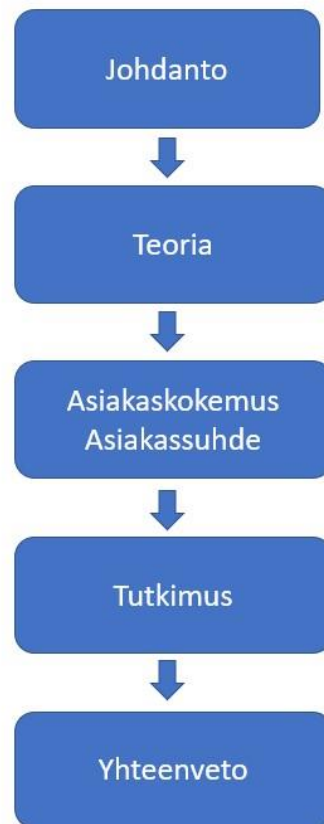 Johdanto
Teoria
Asiakaskokemus
Asiakassuhde
Tutkimus
Yhteenveto